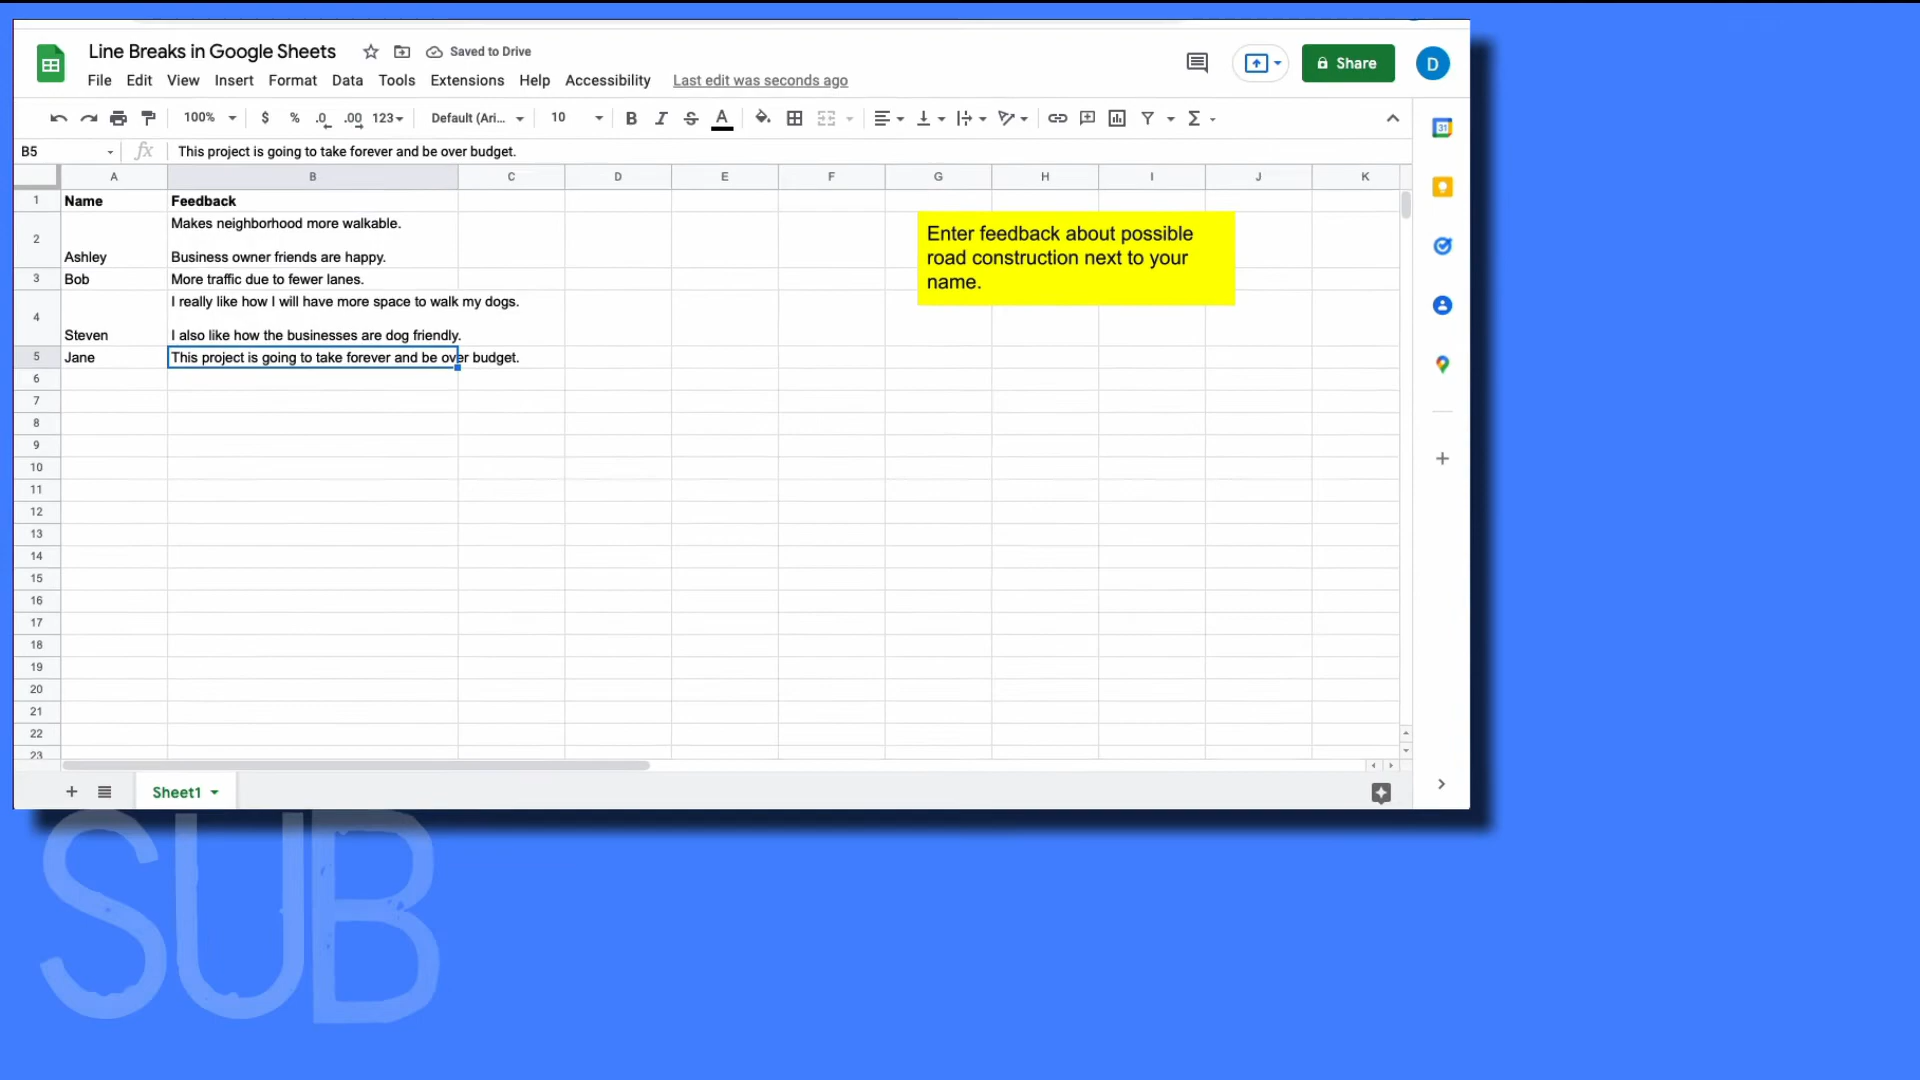 Line Breaks in Google Sheets
Saved to Drive
Share
D
File Edit View Insert Format Data Tools Extensions Help Accessibility Last edit was seconds ago
100% $ % .0 .00 123 Default (Ari... 10 B I S A Σ
B5 fx This project is going to take forever and be over budget.
31
A B C D E F G H I J K
1 Name Feedback
Makes neighborhood more walkable.
2
Ashley Business owner friends are happy.
3 Bob More traffic due to fewer lanes.
I really like how I will have more space to walk my dogs.
4
Steven I also like how the businesses are dog friendly.
5 Jane This project is going to take forever and be over budget.
Enter feedback about possible
road construction next to your
name.
6
7
8
9
10
11
12
13
14
15
16
17
18
19
20
21
22
23
Sheet1
SUB